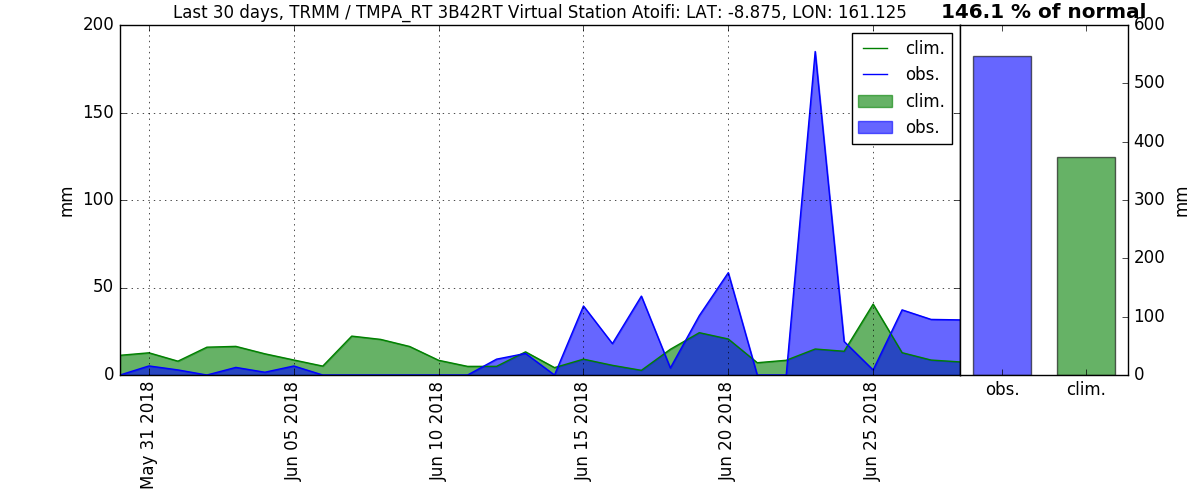 Last 30 days, TRMM / TMPA_RT 3B42RT Virtual Station Atoifi: LAT: -8.875, LON: 161.125
146.1 % of normal
200
150
100
50
0
mm
clim.
obs.
clim.
obs.
600
500
400
300
200
100
0
mm
May 31 2018
Jun 05 2018
Jun 10 2018
Jun 15 2018
Jun 20 2018
Jun 25 2018
obs.
clim.